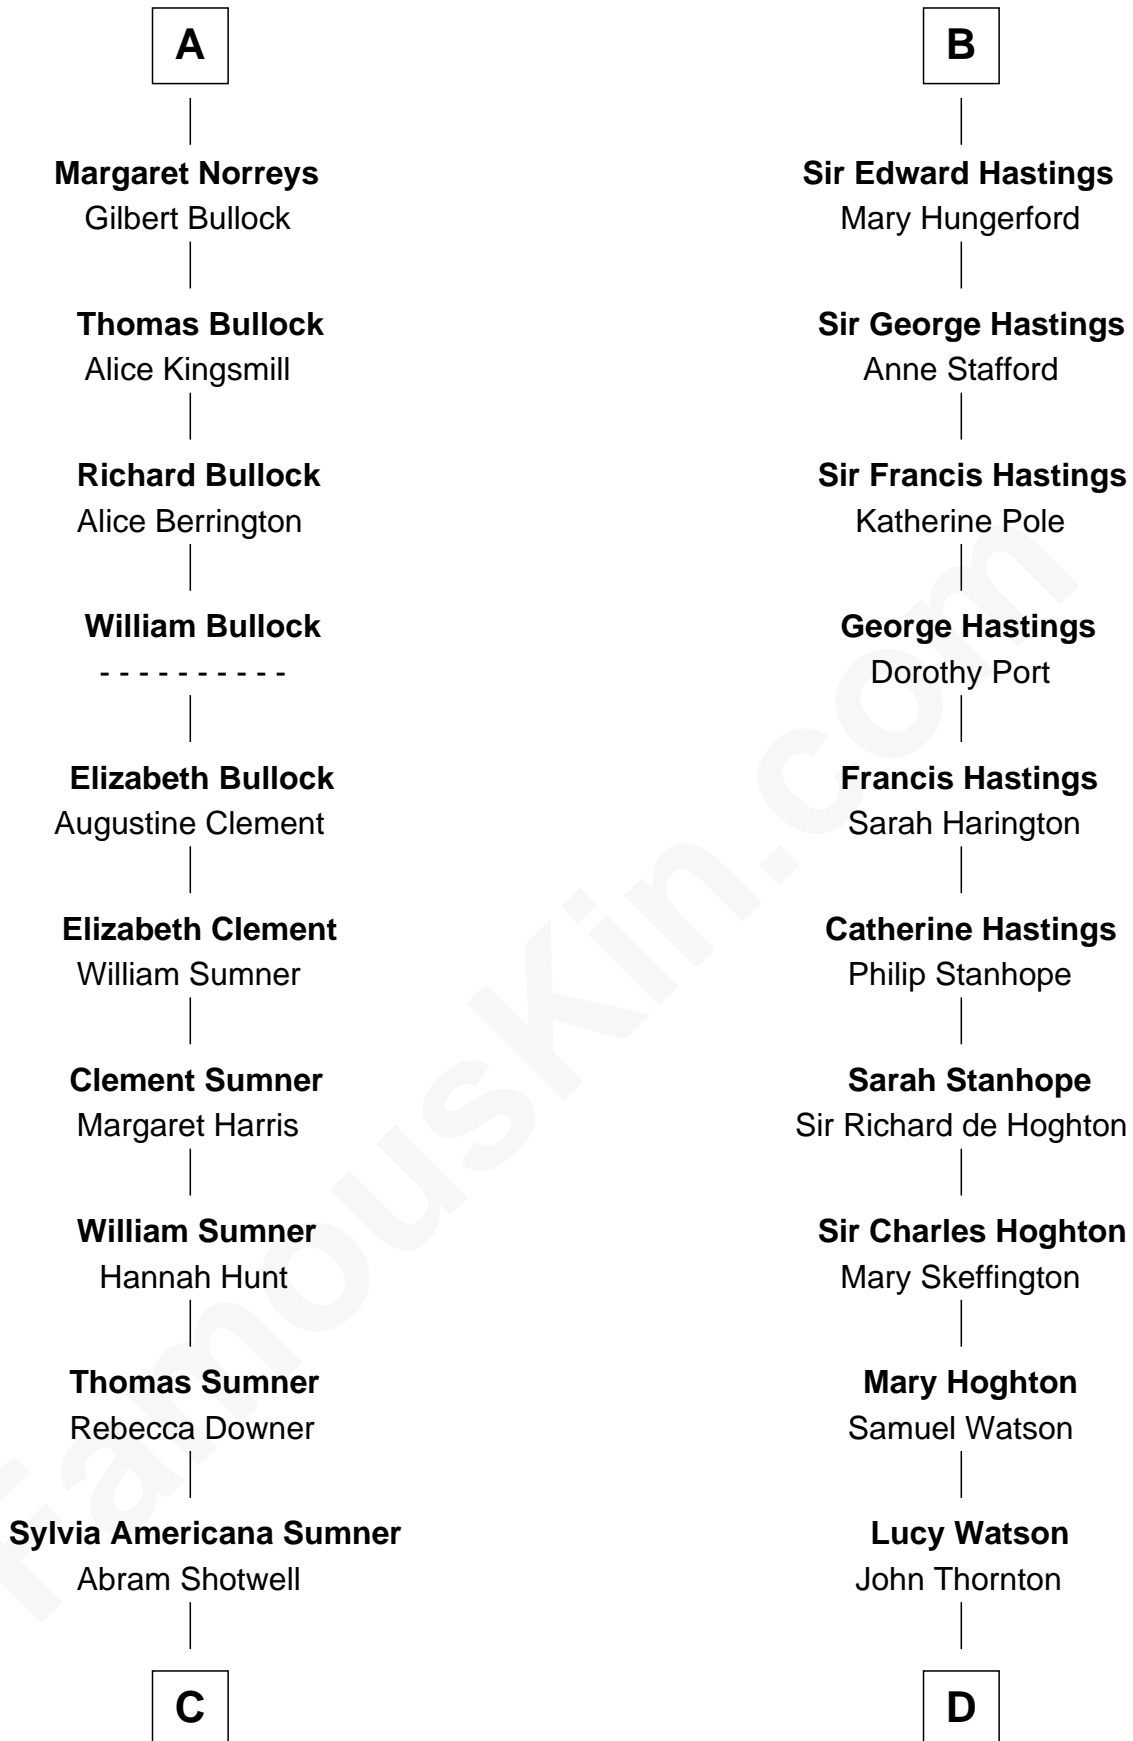 A
Margaret Norreys
Gilbert Bullock
Thomas Bullock
Alice Kingsmill
Richard Bullock
Alice Berrington
William Bullock
- - - - - - - - - -
Elizabeth Bullock
Augustine Clement
Elizabeth Clement
William Sumner
Clement Sumner
Margaret Harris
William Sumner
Hannah Hunt
Thomas Sumner
Rebecca Downer
Sylvia Americana Sumner
Abram Shotwell
C
B
Sir Edward Hastings
Mary Hungerford
Sir George Hastings
Anne Stafford
Sir Francis Hastings
Katherine Pole
George Hastings
Dorothy Port
Francis Hastings
Sarah Harington
Catherine Hastings
Philip Stanhope
Sarah Stanhope
Sir Richard de Hoghton
Sir Charles Hoghton
Mary Skeffington
Mary Hoghton
Samuel Watson
Lucy Watson
John Thornton
D
FamousKin.com